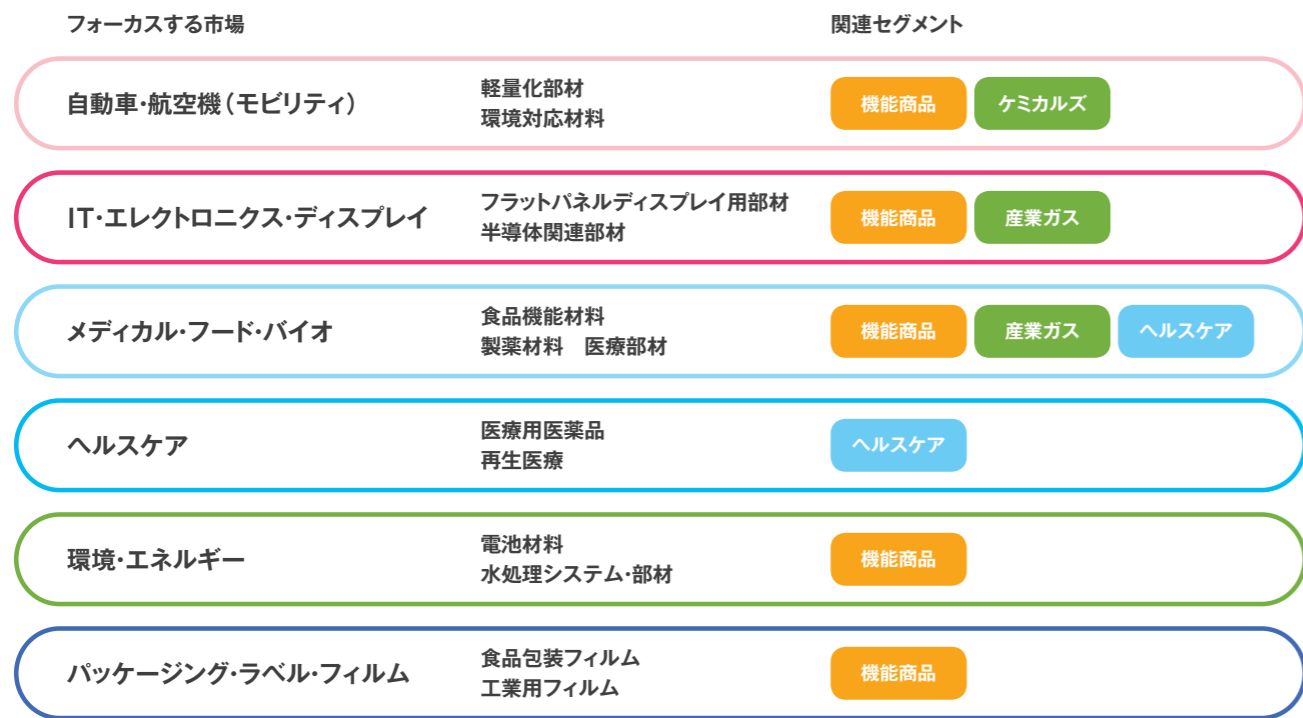 フォーカスする市場 関連セグメント
自動車・航空機（モビリティ）
軽量化部材
環境対応材料
機能商品 ケミカルズ
IT・エレクトロニクス・ディスプレイ
フラットパネルディスプレイ用部材
半導体関連部材
機能商品 産業ガス
メディカル・フード・バイオ
食品機能材料
製薬材料　医療部材
機能商品 産業ガス ヘルスケア
ヘルスケア
医療用医薬品
再生医療
ヘルスケア
環境・エネルギー
電池材料
水処理システム・部材
機能商品
パッケージング・ラベル・フィルム
食品包装フィルム
工業用フィルム
機能商品